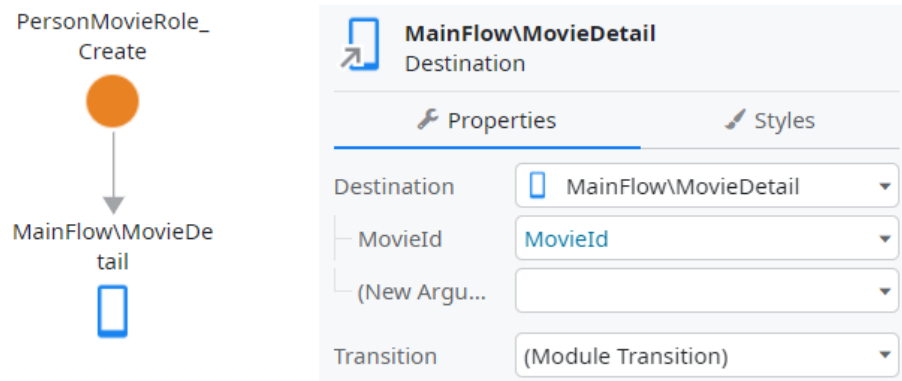 PersonMovieRole_
Create
MainFlow\MovieDe
tail
MainFlow\MovieDetail
Destination
Properties
Styles
Destination
MainFlow\MovieDetail
MovieId
MovieId
(New Argu...
Transition
(Module Transition)